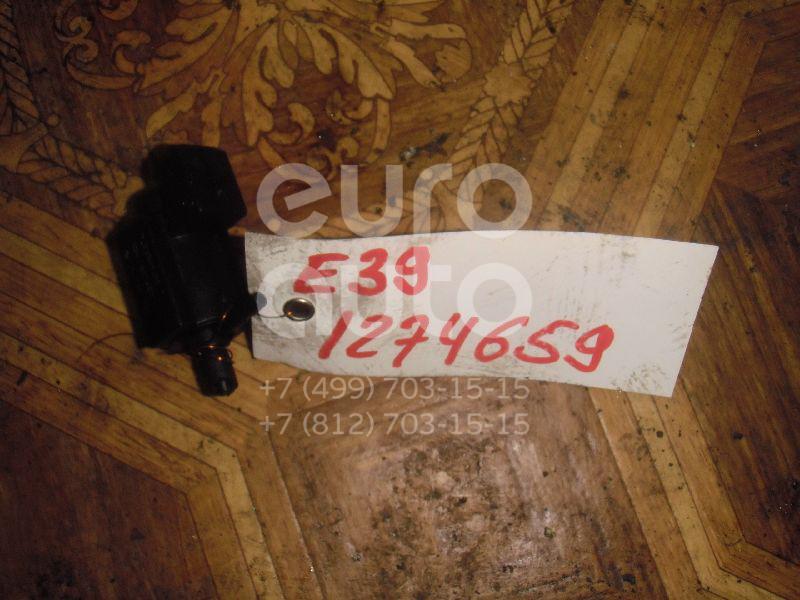 euro
auto
E39
1274659
+7 (499) 703-15-15
+7 (812) 703-15-15